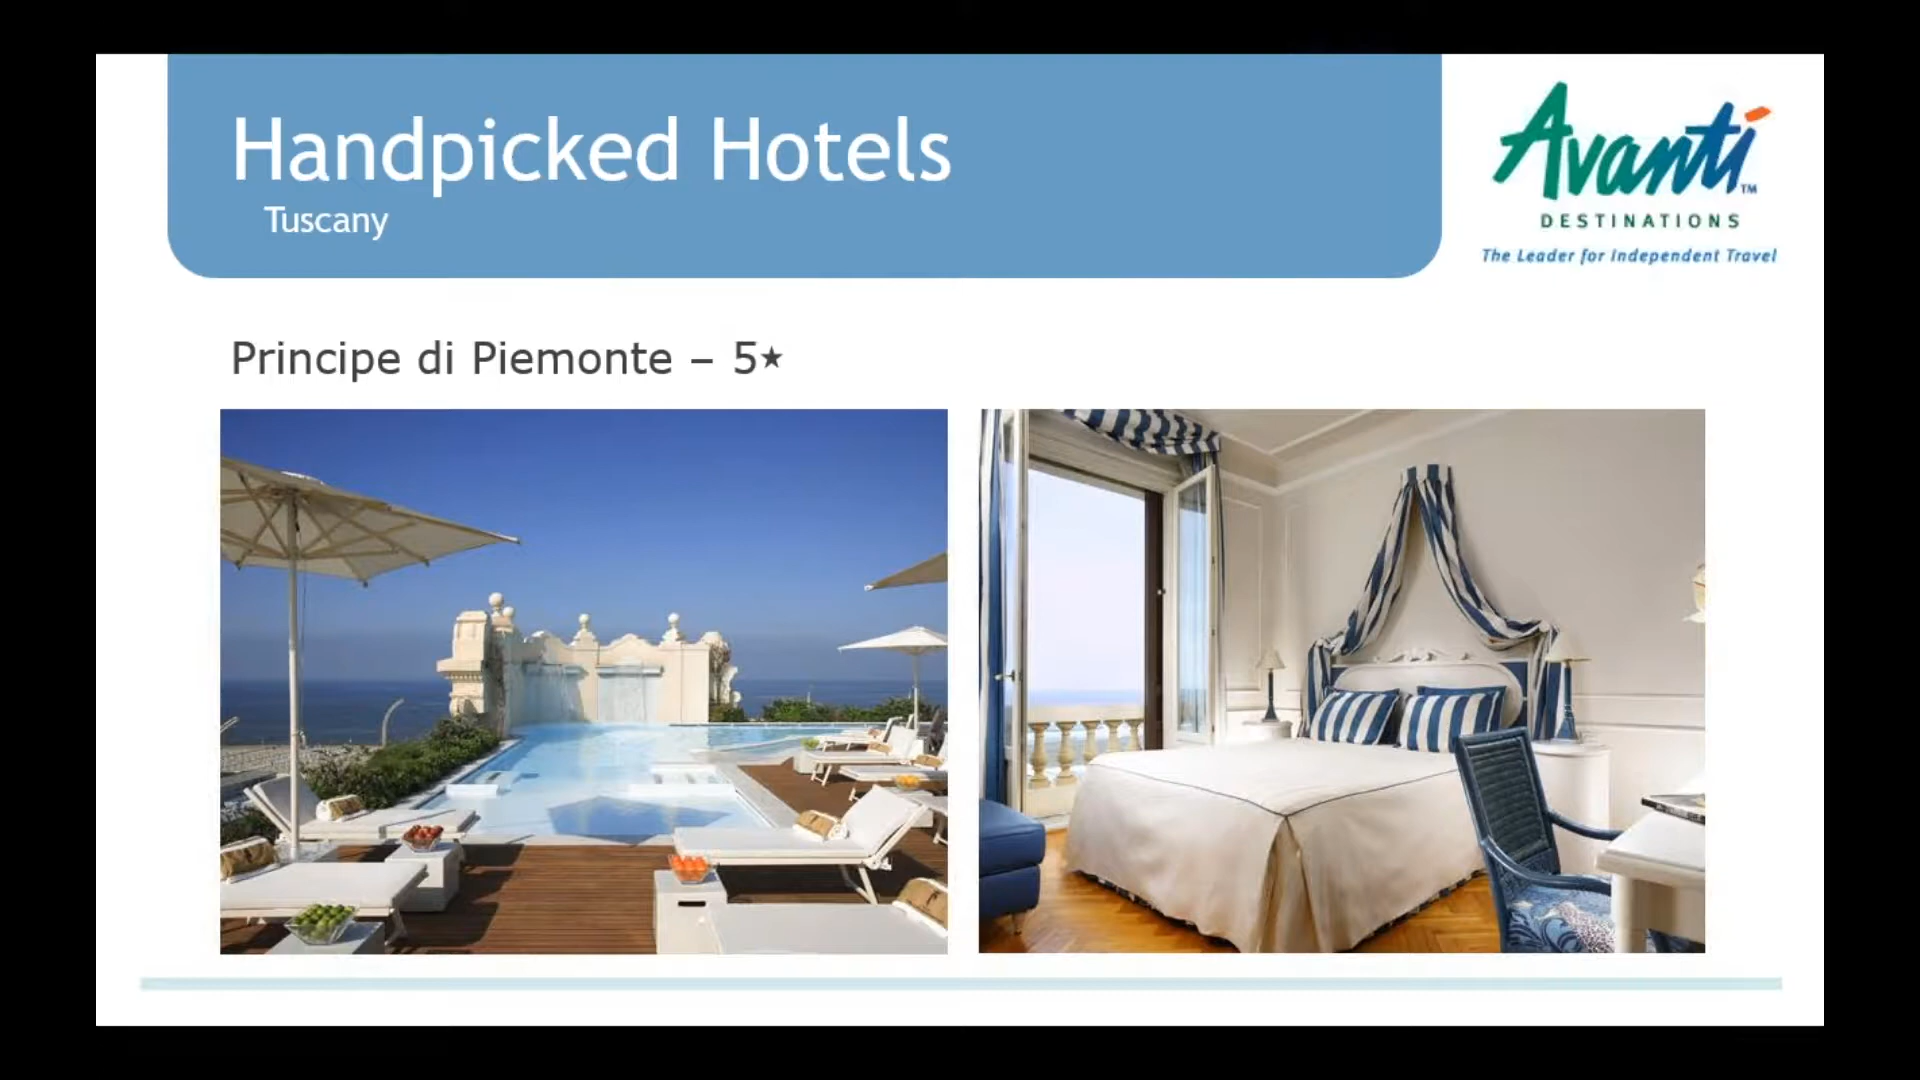 Handpicked Hotels
Tuscany
Avanti™
DESTINATIONS
The Leader for Independent Travel
Principe di Piemonte – 5★